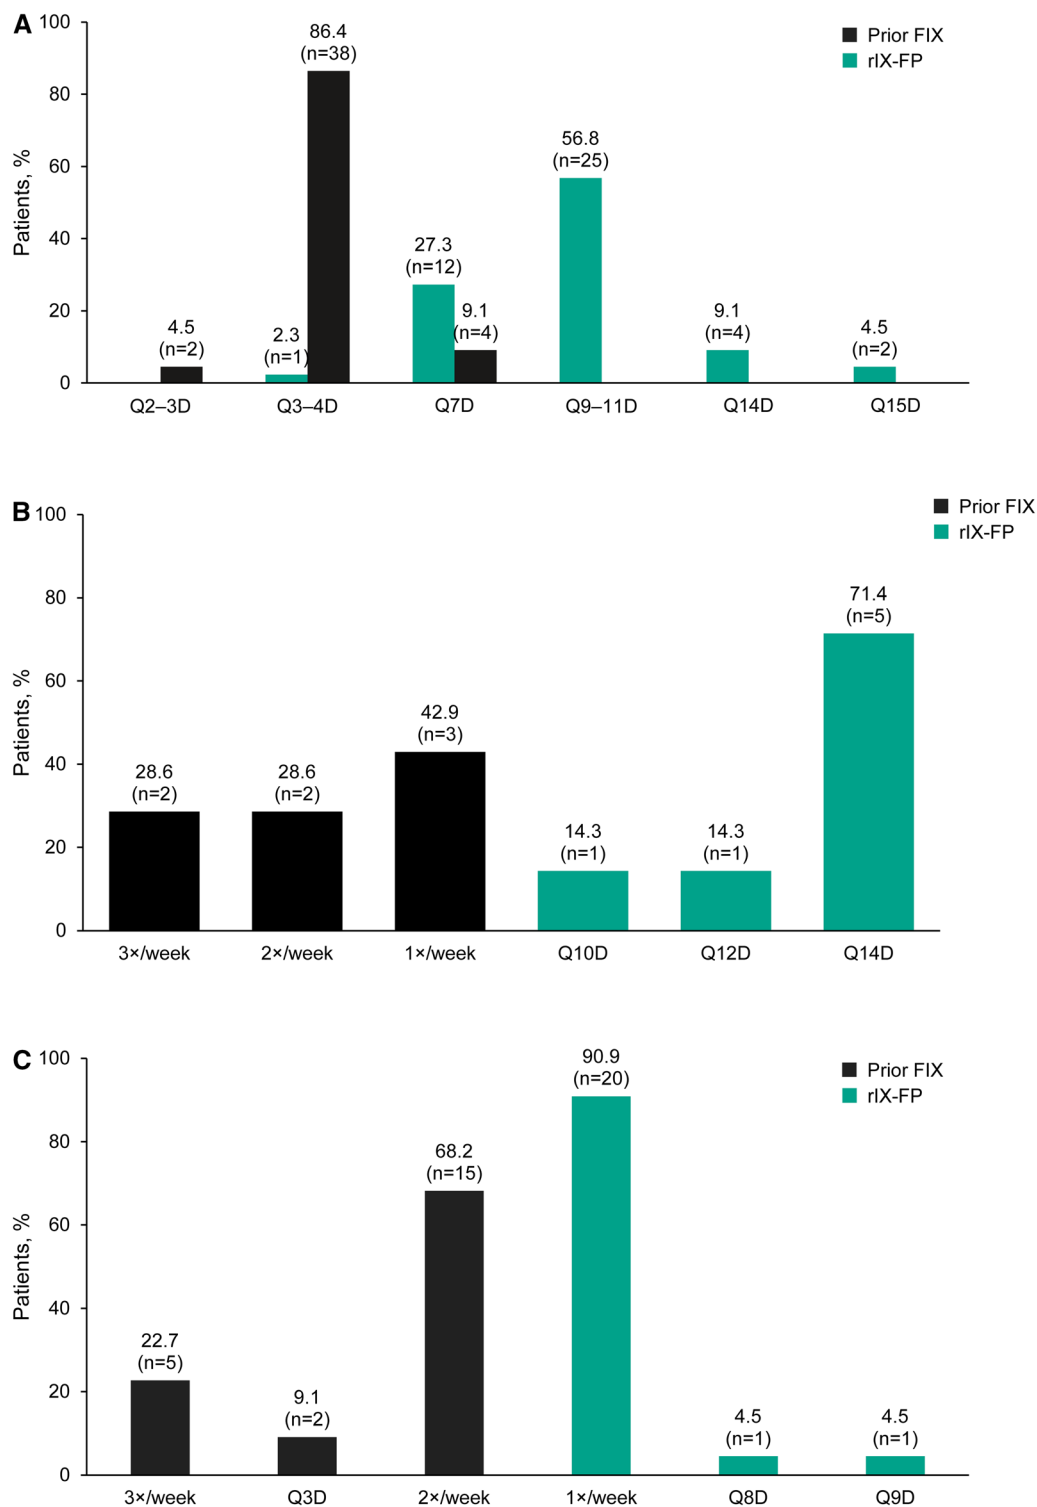 A
Prior FIX
rIX-FP
Patients, %
100
80
60
40
20
0
4.5
(n=2)
2.3
(n=1)
86.4
(n=38)
27.3
(n=12)
9.1
(n=4)
56.8
(n=25)
9.1
(n=4)
4.5
(n=2)
Q2–3D
Q3–4D
Q7D
Q9–11D
Q14D
Q15D
B
Prior FIX
rIX-FP
Patients, %
100
80
60
40
20
0
28.6
(n=2)
28.6
(n=2)
42.9
(n=3)
14.3
(n=1)
14.3
(n=1)
71.4
(n=5)
3×/week
2×/week
1×/week
Q10D
Q12D
Q14D
C
Prior FIX
rIX-FP
Patients, %
100
80
60
40
20
0
22.7
(n=5)
9.1
(n=2)
68.2
(n=15)
90.9
(n=20)
4.5
(n=1)
4.5
(n=1)
3×/week
Q3D
2×/week
1×/week
Q8D
Q9D